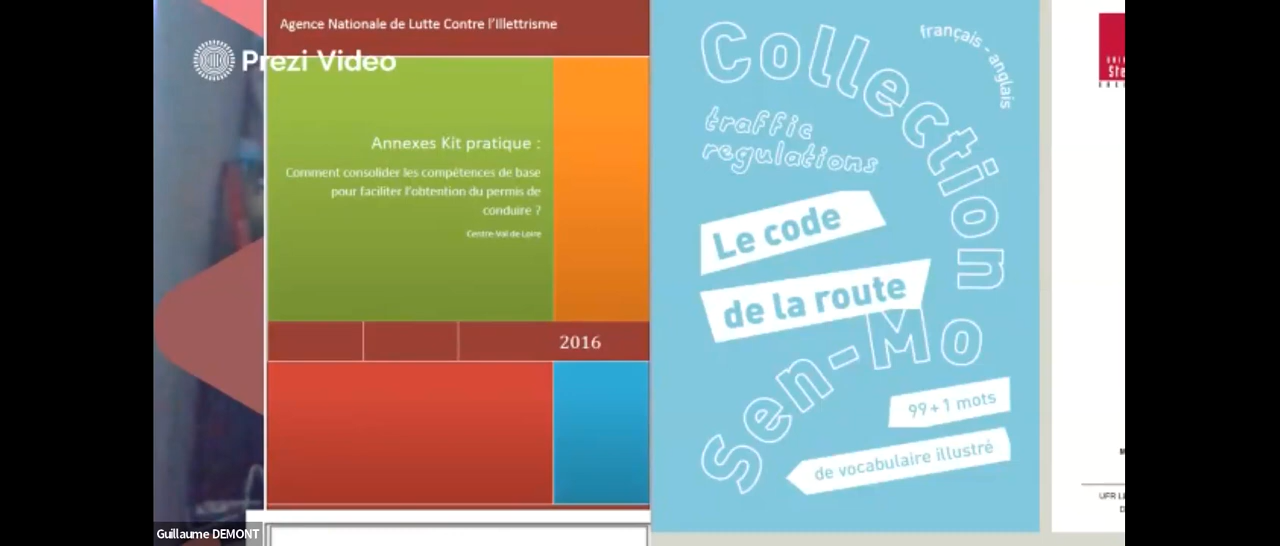 Agence Nationale de Lutte Contre l'Illettrisme
Prezi Video
Annexes Kit pratique :
Comment consolider les compétences de base
pour faciliter l'obtention du permis de
conduire ?
Centre-Val de Loire
2016
français - anglais
Collection
traffic
regulations
Le code
de la route
Sen-Mo
99+1 mots
de vocabulaire illustré
Guillaume DEMONT